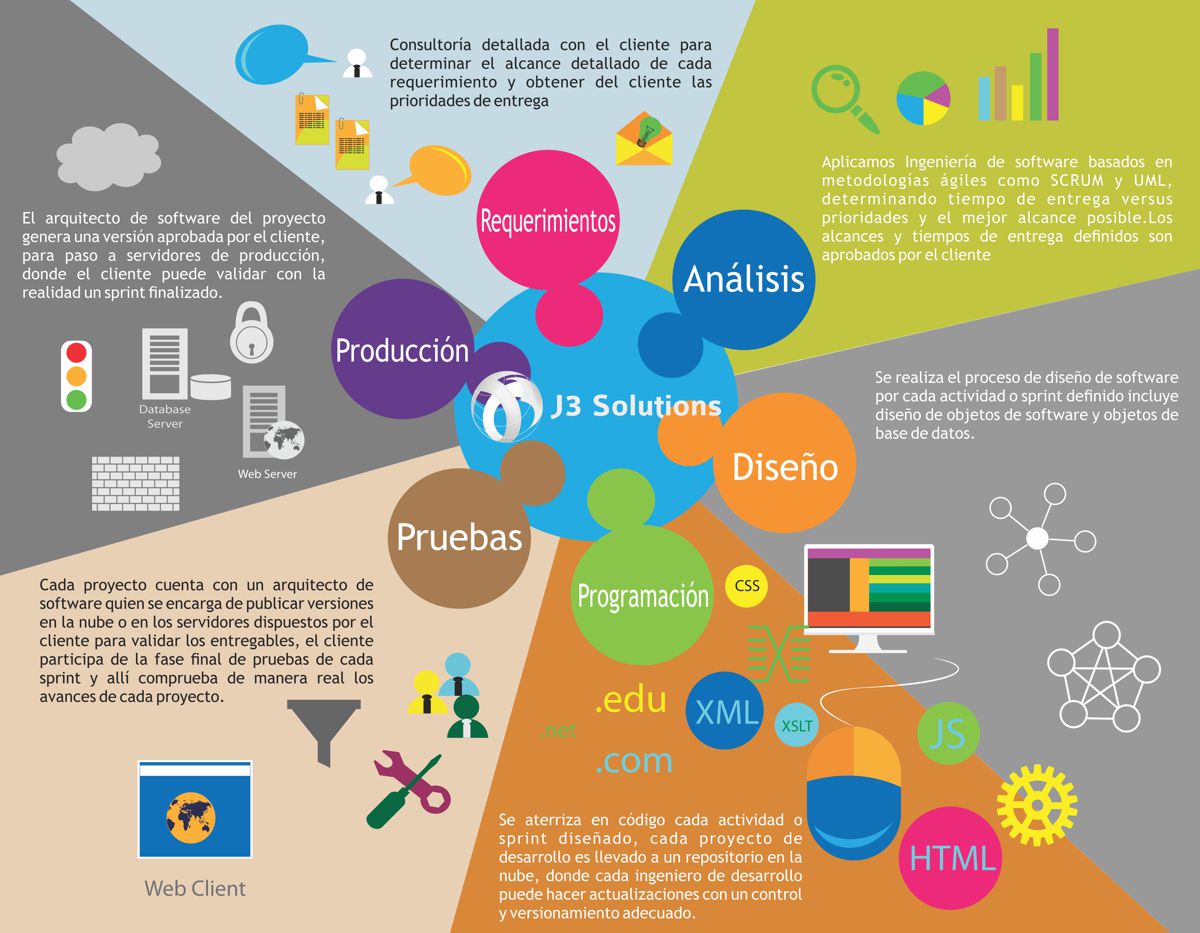 Consultoría detallada con el cliente para
determinar el alcance detallado de cada
requerimiento y obtener del cliente las
prioridades de entrega
Requerimientos
Aplicamos Ingeniería de software basados en
metodologías ágiles como SCRUM y UML,
determinando tiempo de entrega versus
prioridades y el mejor alcance posible.Los
alcances y tiempos de entrega definidos son
aprobados por el cliente
Análisis
El arquitecto de software del proyecto
genera una versión aprobada por el cliente,
para paso a servidores de producción,
donde el cliente puede validar con la
realidad un sprint finalizado.
Producción
Database
Server
Web Server
J3 Solutions
Se realiza el proceso de diseño de software
por cada actividad o sprint definido incluye
diseño de objetos de software y objetos de
base de datos.
Diseño
Pruebas
Cada proyecto cuenta con un arquitecto de
software quien se encarga de publicar versiones
en la nube o en los servidores dispuestos por el
cliente para validar los entregables, el cliente
participa de la fase final de pruebas de cada
sprint y allí comprueba de manera real los
avances de cada proyecto.
Web Client
Programación
CSS
.edu
.net
.com
XML
XSLT
JS
HTML
Se aterriza en código cada actividad o
sprint diseñado, cada proyecto de
desarrollo es llevado a un repositorio en la
nube, donde cada ingeniero de desarrollo
puede hacer actualizaciones con un control
y versionamiento adecuado.